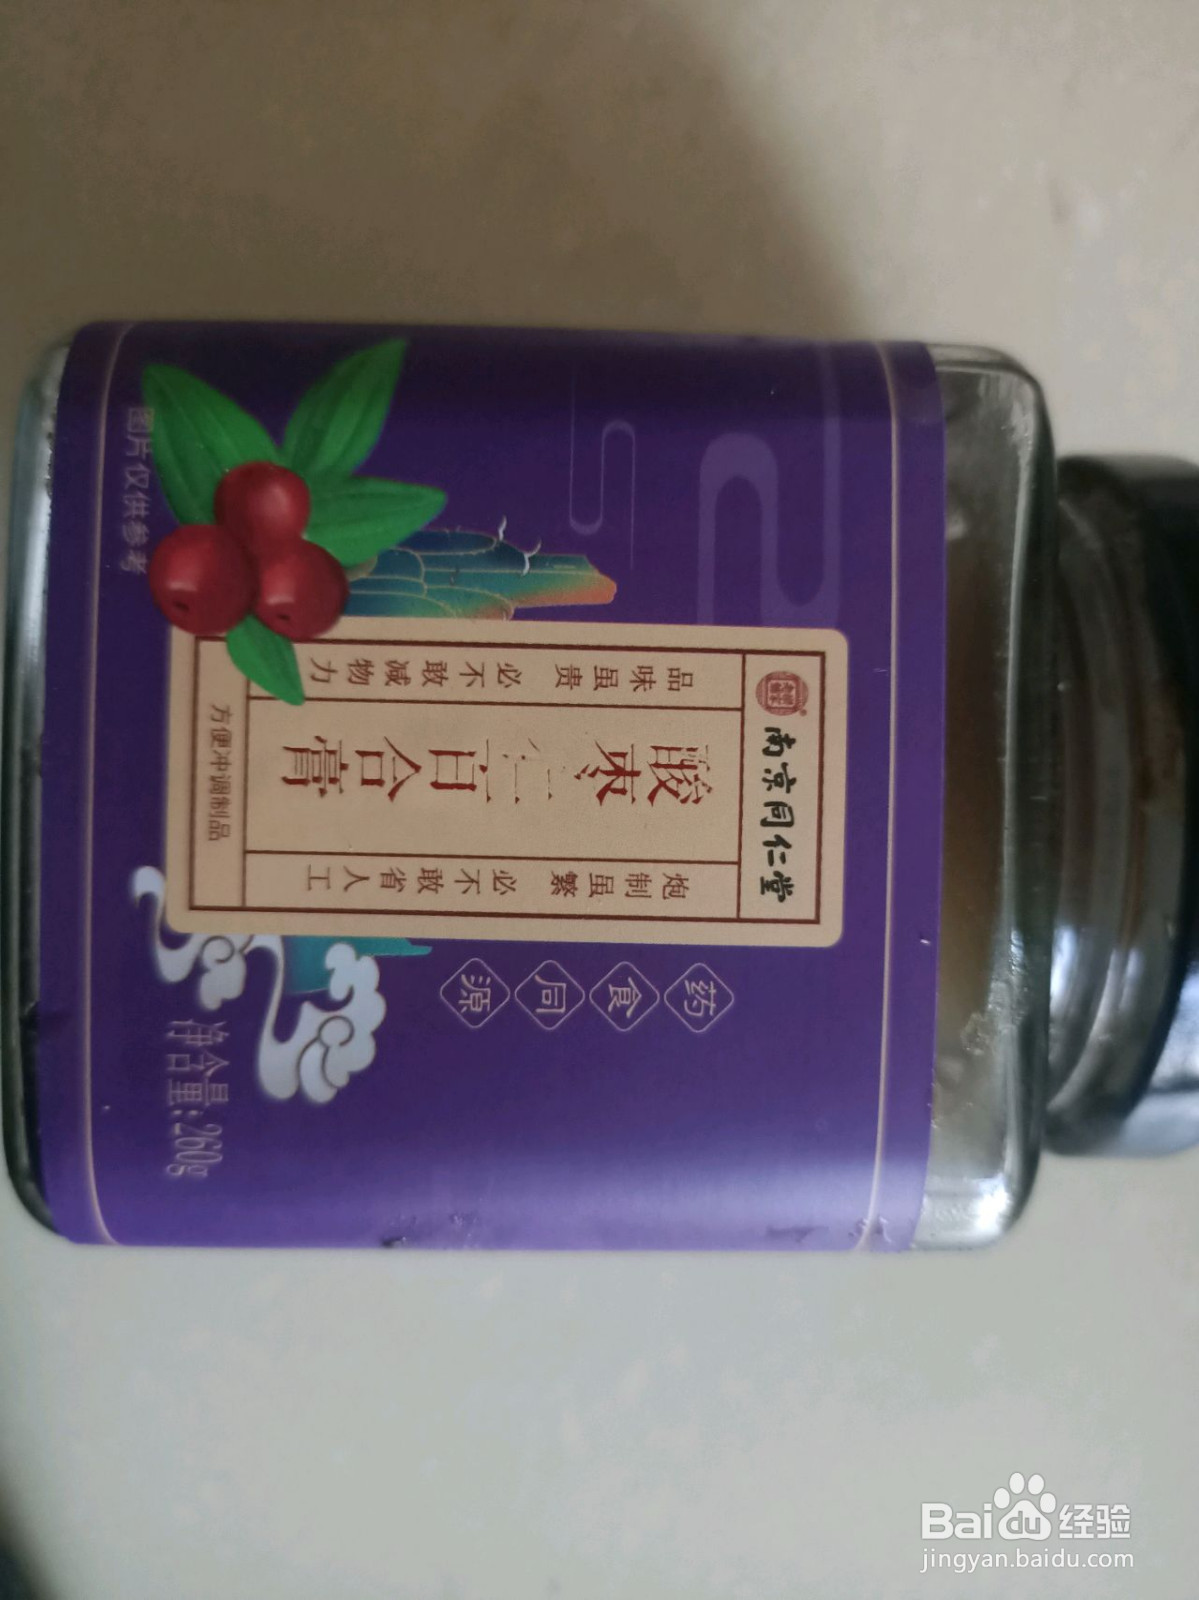 南京同仁堂
品味虽贵 必不敢减物力
酸枣仁百合膏
炮制虽繁 必不敢省人工
方便冲调制品
药食同源
图片仅供参考
净含量:260g
Baidu经验
jingyan.baidu.com